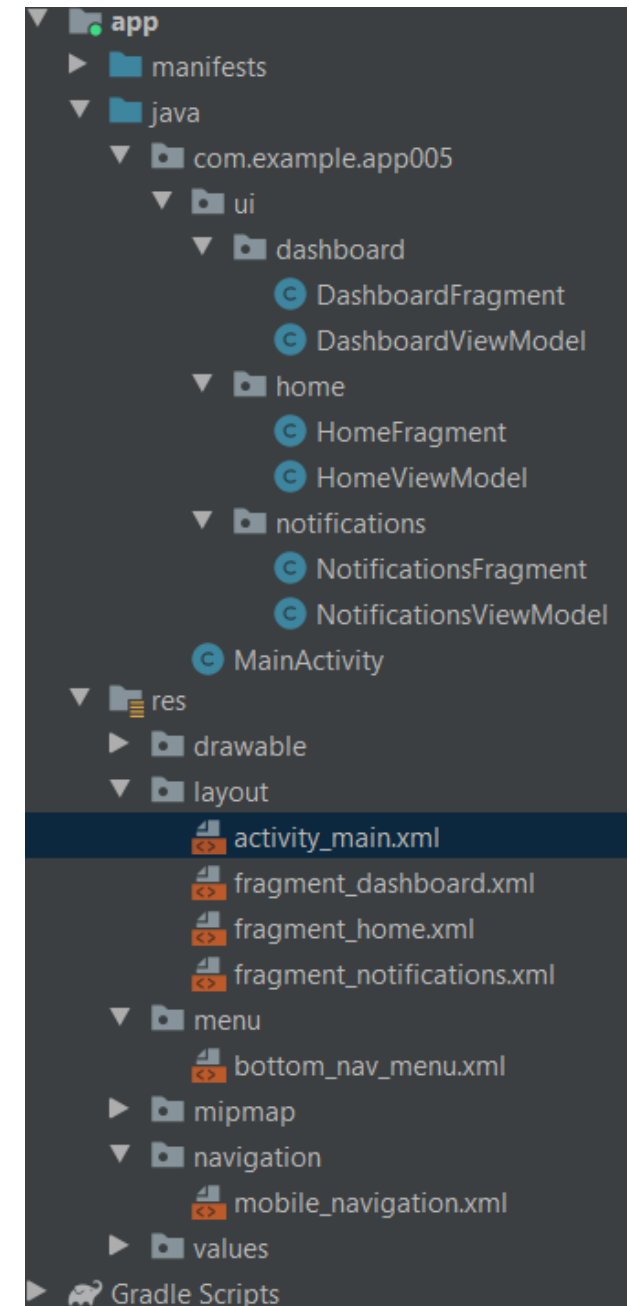 app
manifests
java
com.example.app005
ui
dashboard
DashboardFragment
DashboardViewModel
home
HomeFragment
HomeViewModel
notifications
NotificationsFragment
NotificationsViewModel
MainActivity
res
drawable
layout
activity_main.xml
fragment_dashboard.xml
fragment_home.xml
fragment_notifications.xml
menu
bottom_nav_menu.xml
mipmap
navigation
mobile_navigation.xml
values
Gradle Scripts